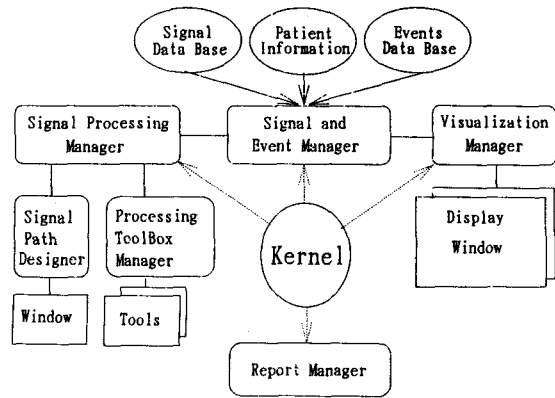 Signal
Data Base
Patient
Information
Events
Data Base
Signal Processing
Manager
Signal and
Event Manager
Visualization
Manager
Signal
Path
Designer
Processing
ToolBox
Manager
Display
Window
Kernel
Window
Tools
Report Manager